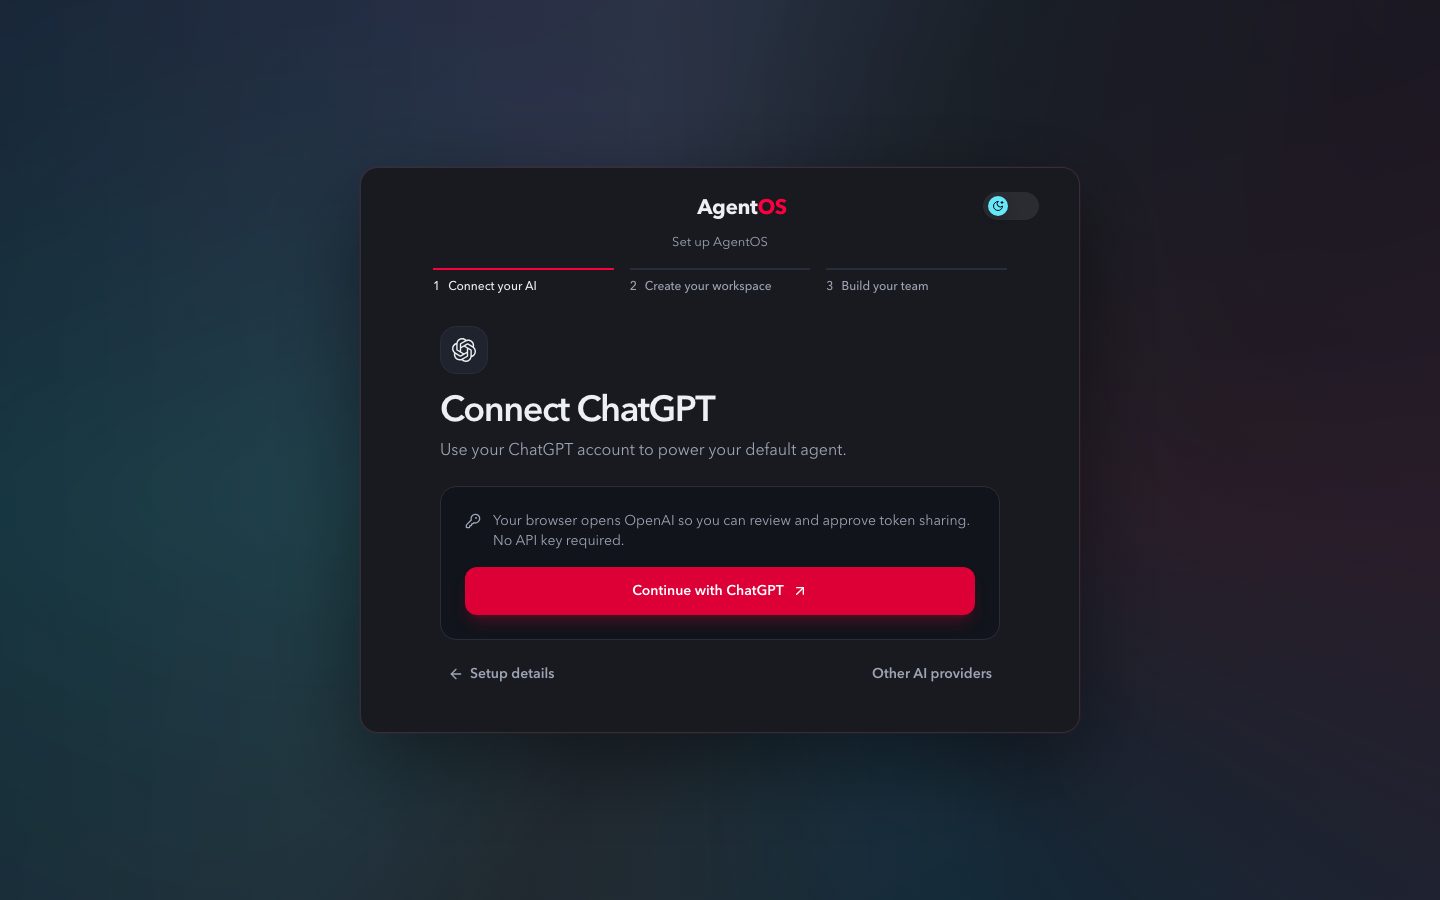 AgentOS
Set up AgentOS
1 Connect your AI
2 Create your workspace
3 Build your team
Connect ChatGPT
Use your ChatGPT account to power your default agent.
Your browser opens OpenAI so you can review and approve token sharing.
No API key required.
Continue with ChatGPT
Setup details
Other AI providers